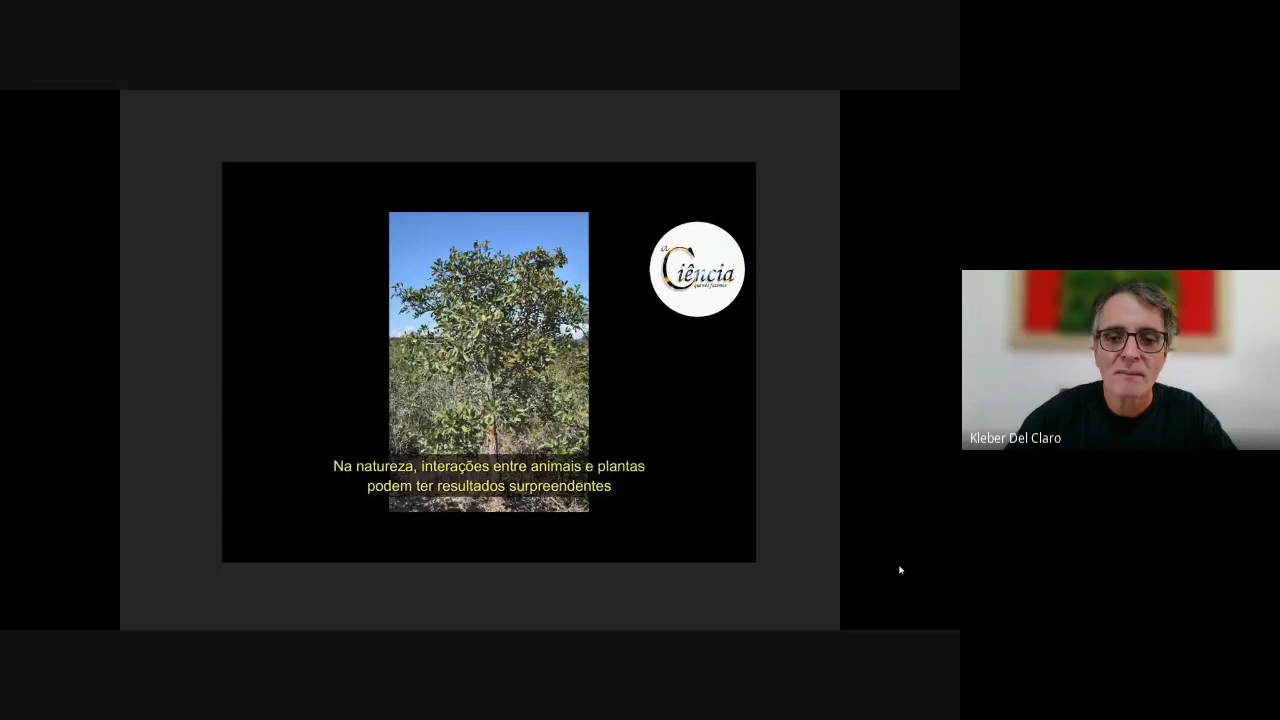 a
Ciência
que nós fazemos
Na natureza, interações entre animais e plantas
podem ter resultados surpreendentes
Kleber Del Claro